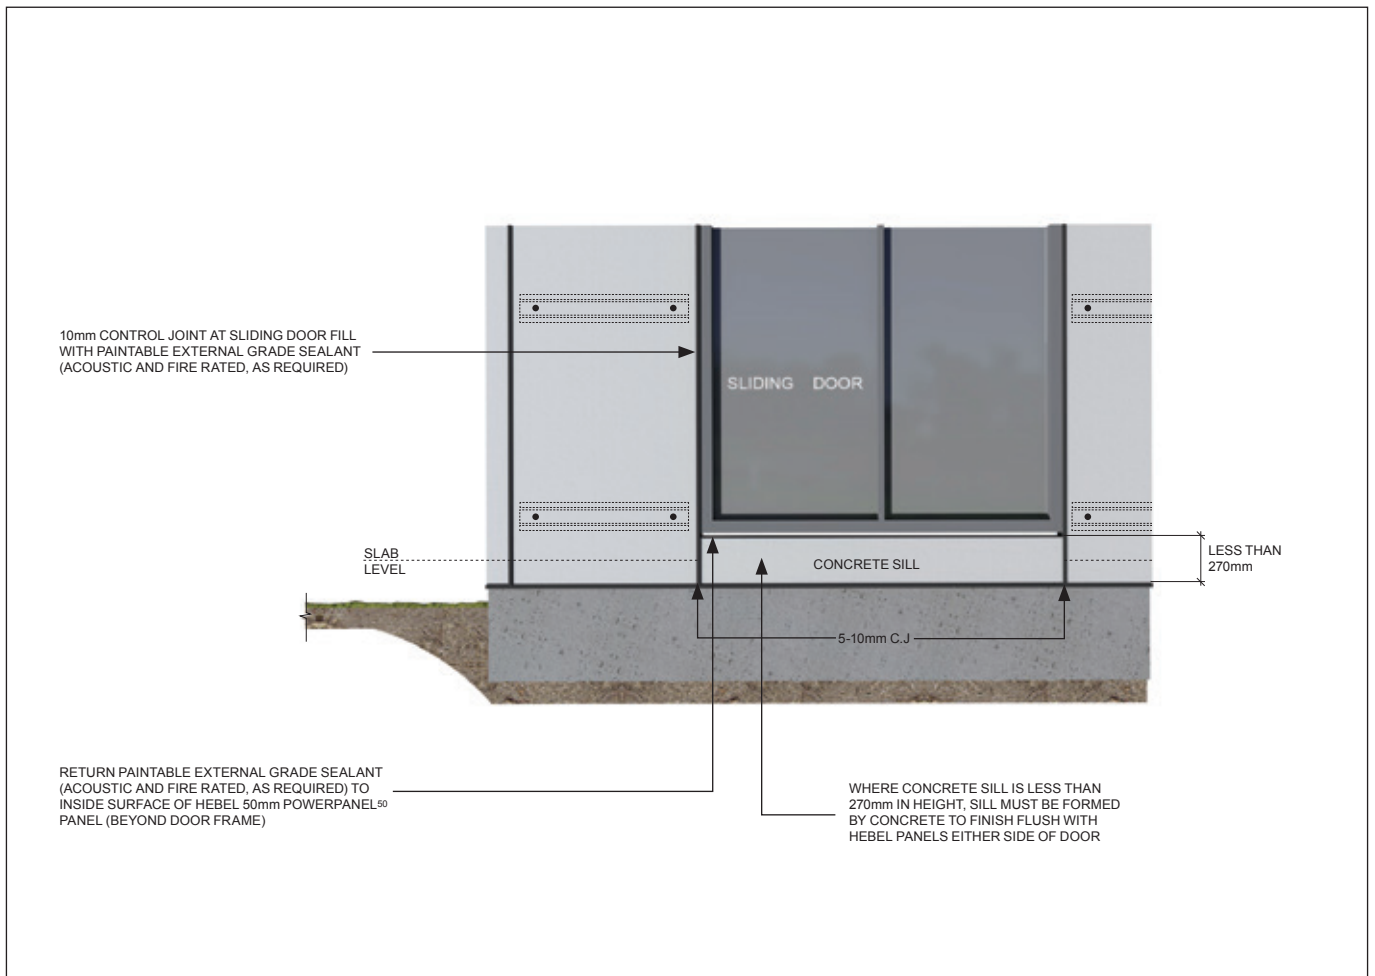 10mm CONTROL JOINT AT SLIDING DOOR FILL
WITH PAINTABLE EXTERNAL GRADE SEALANT
(ACOUSTIC AND FIRE RATED, AS REQUIRED)
SLIDING DOOR
SLAB
LEVEL
CONCRETE SILL
LESS THAN
270mm
5-10mm C.J
RETURN PAINTABLE EXTERNAL GRADE SEALANT
(ACOUSTIC AND FIRE RATED, AS REQUIRED) TO
INSIDE SURFACE OF HEBEL 50mm POWERPANEL50
PANEL (BEYOND DOOR FRAME)
WHERE CONCRETE SILL IS LESS THAN
270mm IN HEIGHT, SILL MUST BE FORMED
BY CONCRETE TO FINISH FLUSH WITH
HEBEL PANELS EITHER SIDE OF DOOR